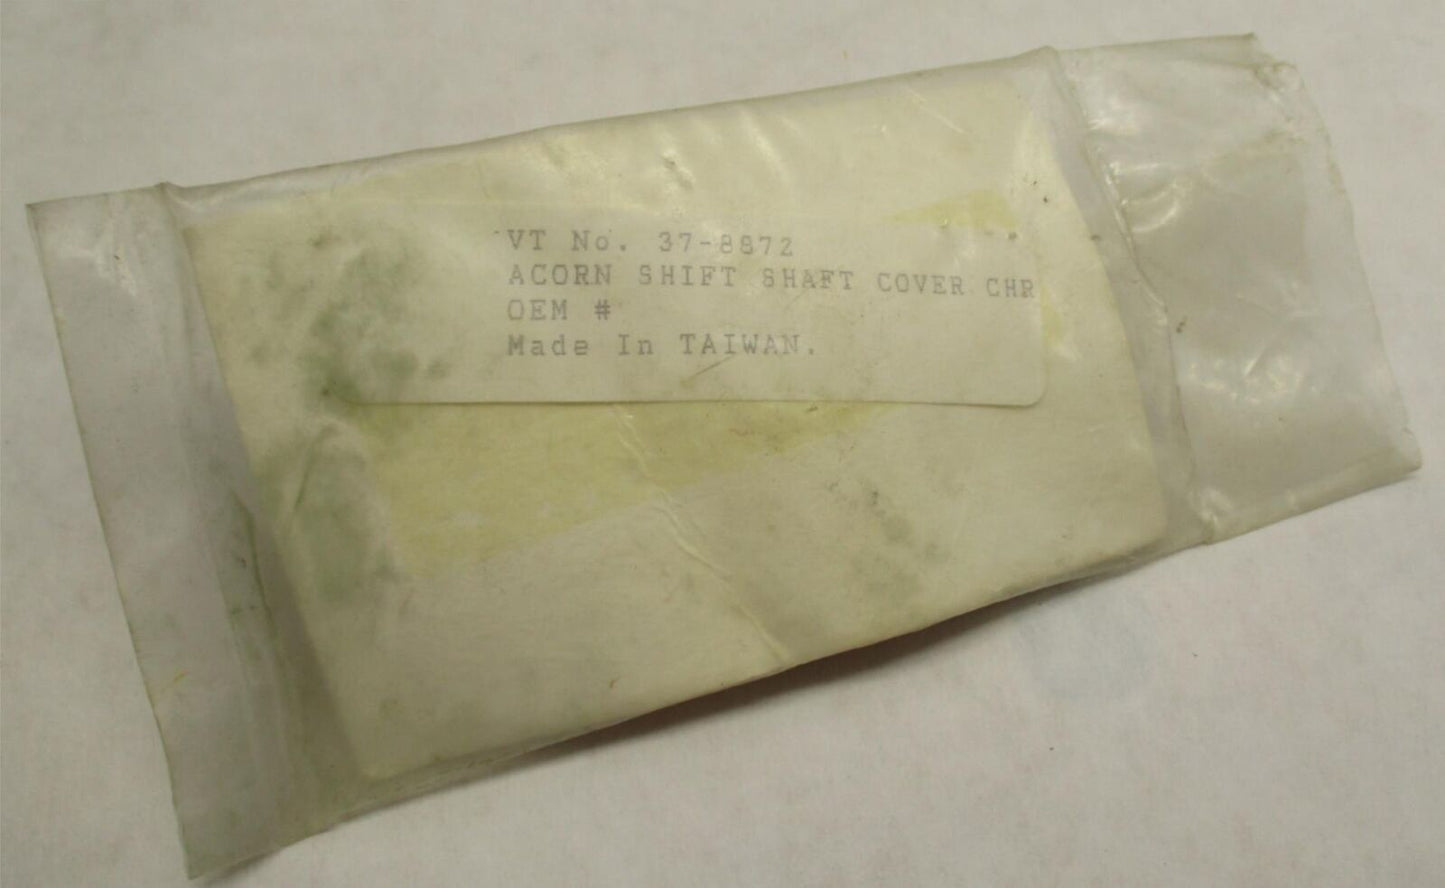 VT No. 37-8872
ACORN SHIFT SHAFT COVER CHR
OEM #
Made In TAIWAN.